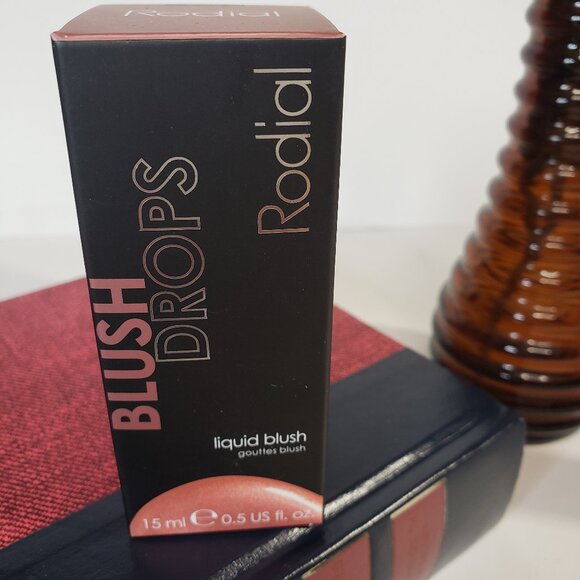 Rodial
Rodial
BLUSH
DROPS
liquid blush
gouttes blush
15 ml ℮ 0.5 US fl. oz.